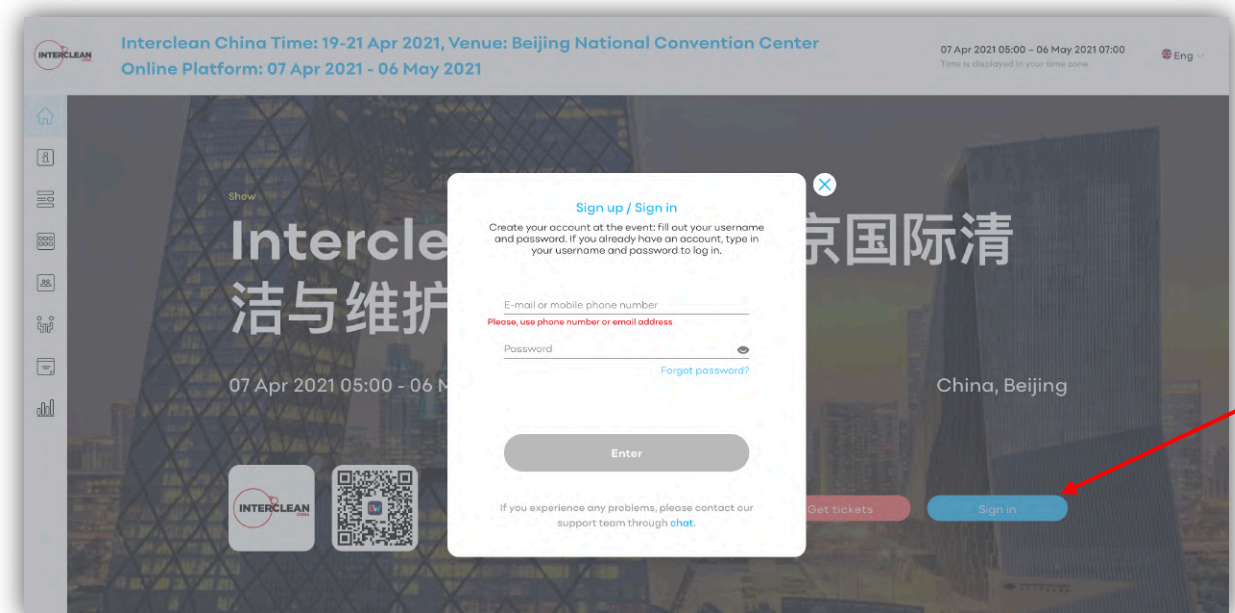 INTERCLEAN
CHINA
Interclean China Time: 19-21 Apr 2021, Venue: Beijing National Convention Center
Online Platform: 07 Apr 2021 - 06 May 2021
07 Apr 2021 05:00 – 06 May 2021 07:00
Time is displayed in your time zone
Eng
Show
Intercle
京国际清
洁与维护
07 Apr 2021 05:00 - 06 M
China, Beijing
Sign up / Sign in
Create your account at the event: fill out your username
and password. If you already have an account, type in
your username and password to log in.
E-mail or mobile phone number
Please, use phone number or email address
Password
Forgot password?
Enter
If you experience any problems, please contact our
support team through chat.
INTERCLEAN
CHINA
Get tickets
Sign in